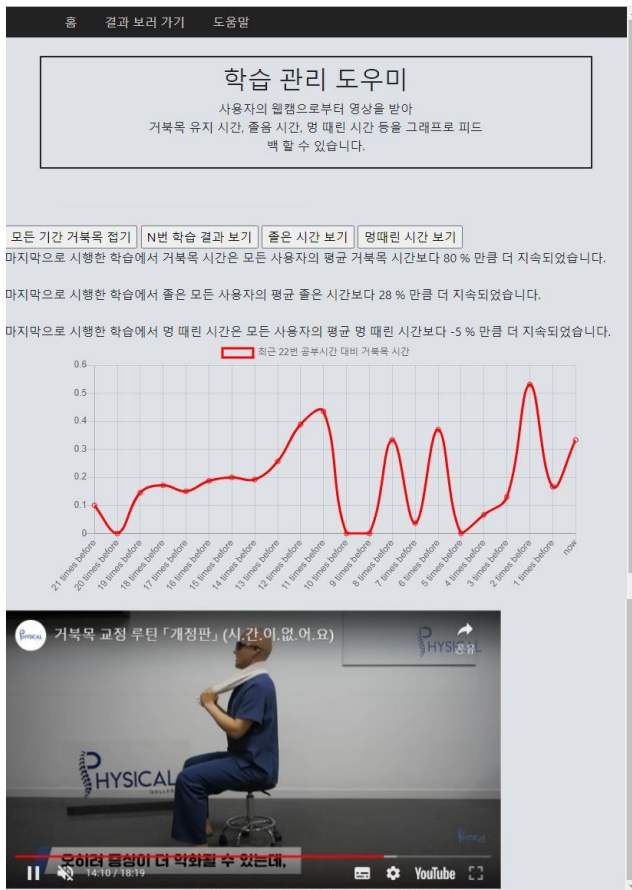 홈 결과 보러 가기 도움말
학습 관리 도우미
사용자의 웹캠으로부터 영상을 받아
거북목 유지 시간, 졸음 시간, 멍 때린 시간 등을 그래프로 피드
백 할 수 있습니다.
모든 기간 거북목 접기 N번 학습 결과 보기 졸은 시간 보기 멍때린 시간 보기
마지막으로 시행한 학습에서 거북목 시간은 모든 사용자의 평균 거북목 시간보다 80 % 만큼 더 지속되었습니다.
마지막으로 시행한 학습에서 졸은 모든 사용자의 평균 졸은 시간보다 28 % 만큼 더 지속되었습니다.
마지막으로 시행한 학습에서 멍 때린 시간은 모든 사용자의 평균 멍 때린 시간보다 -5 % 만큼 더 지속되었습니다.
최근 22번 공부시간 대비 거북목 시간
0.6
0.5
0.4
0.3
0.2
0.1
0
21 times before
20 times before
19 times before
18 times before
17 times before
16 times before
15 times before
14 times before
13 times before
12 times before
11 times before
10 times before
9 times before
8 times before
7 times before
6 times before
5 times before
4 times before
3 times before
2 times before
1 times before
now
PHYSICAL
거북목 교정 루틴 「개정판」 (시.간.이.없.어.요)
PHYSICAL
공유
PHYSICAL
GALLERY
Physical
오히려 증상이 더 악화될 수 있는데,
14:10 / 18:19
YouTube